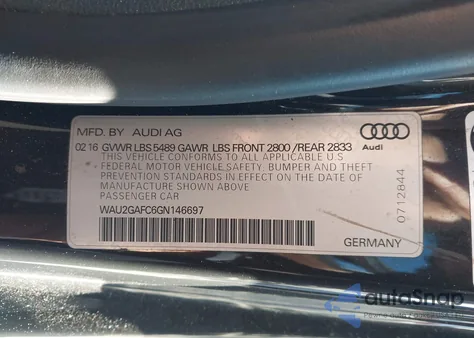 MFD. BY AUDI AG
02 16 GVWR LBS 5489 GAWR LBS FRONT 2800 /REAR 2833
THIS VEHICLE CONFORMS TO ALL APPLICABLE U.S
FEDERAL MOTOR VEHICLE SAFETY, BUMPER AND THEFT
PREVENTION STANDARDS IN EFFECT ON THE DATE OF
MANUFACTURE SHOWN ABOVE.
PASSENGER CAR
WAU2GAFC6GN146697
GERMANY
Audi
0712844
autoSnap